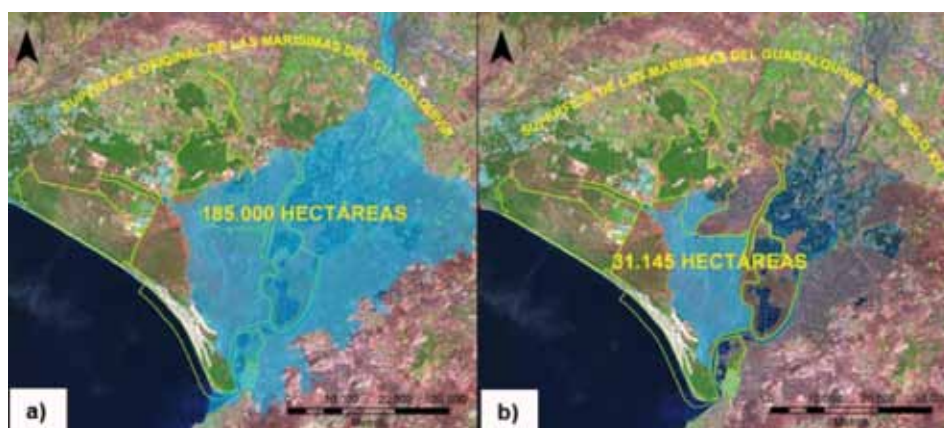 SUPERFICIE ORIGINAL DE LAS MARISMAS DEL GUADALQUIVIR
185.000 HECTÁREAS
a)
SUPERFICIE DE LAS MARISMAS DEL GUADALQUIVIR EN EL SIGLO
31.145 HECTÁREAS
b)